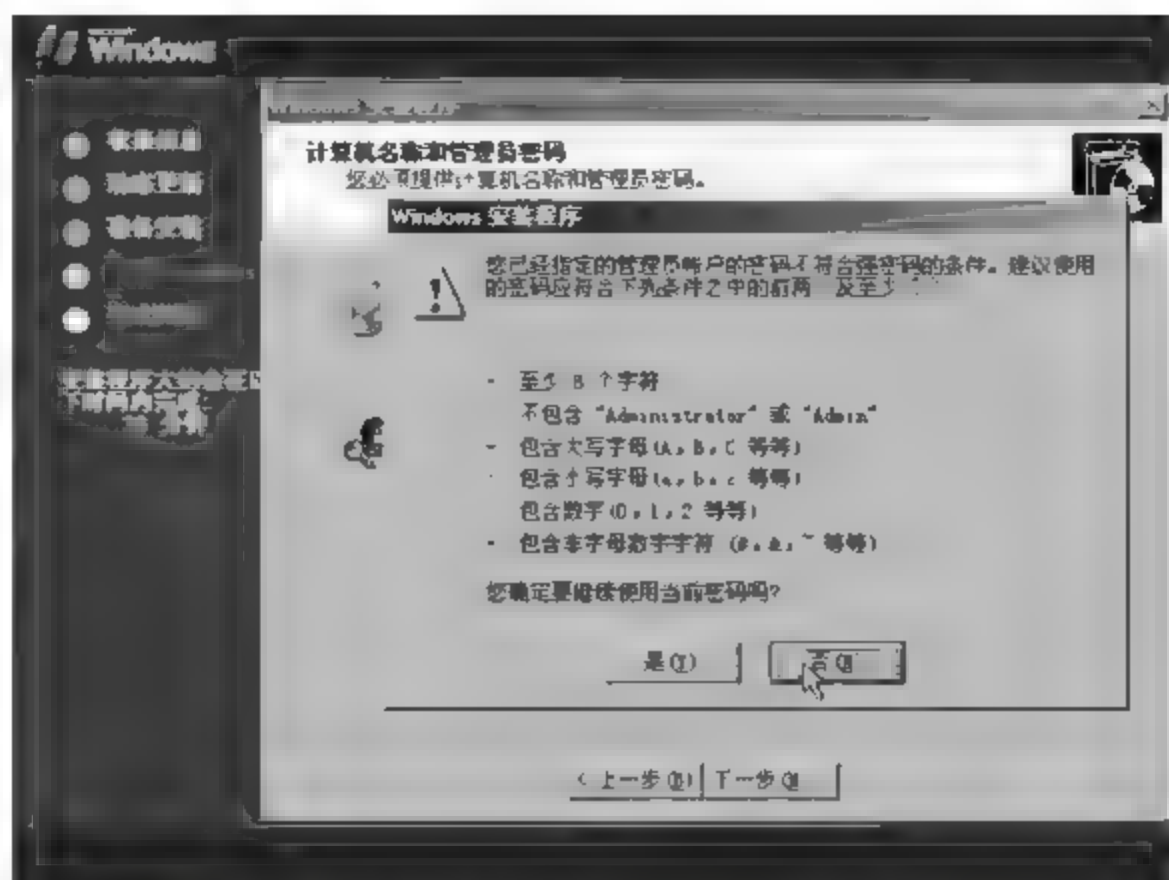 Windows
计算机名称和管理员密码
您必须提供计算机名称和管理员密码。
Windows 安装程序
您已经指定的管理员帐户的密码不符合强密码的条件。建议使用
的密码应符合下列条件之中的前两 及至少
- 至少 8 个字符
不包含 "Administrator" 或 "Admin"
- 包含大写字母(A, B, C 等等)
包含小写字母(a, b, c 等等)
包含数字(0, 1, 2 等等)
- 包含非字母数字字符 (#, &, ~ 等等)
您确定要继续使用当前密码吗?
是(Y) 否(N)
< 上一步(B) 下一步(N)